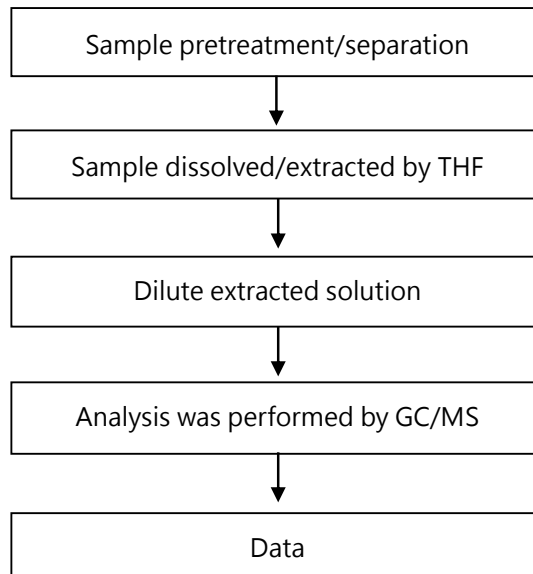 Sample pretreatment/separation
Sample dissolved/extracted by THF
Dilute extracted solution
Analysis was performed by GC/MS
Data